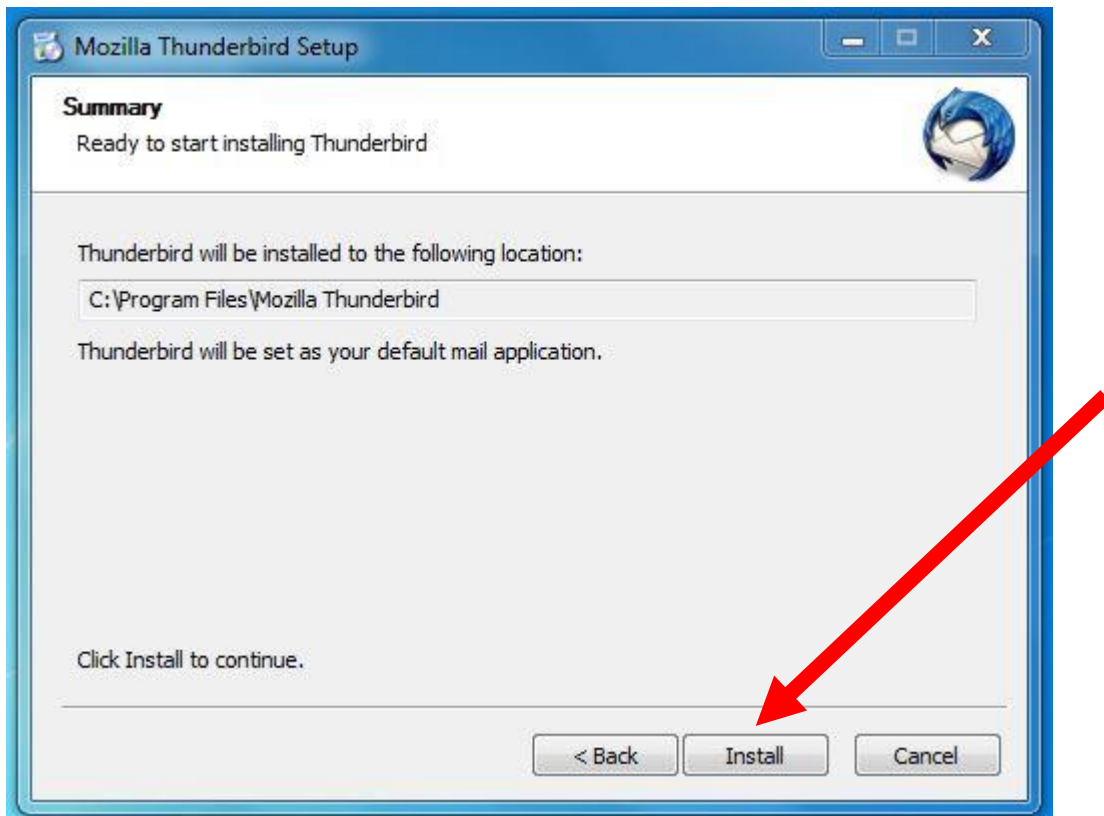 Mozilla Thunderbird Setup
Summary
Ready to start installing Thunderbird
Thunderbird will be installed to the following location:
C:\Program Files\Mozilla Thunderbird
Thunderbird will be set as your default mail application.
Click Install to continue.
< Back Install Cancel